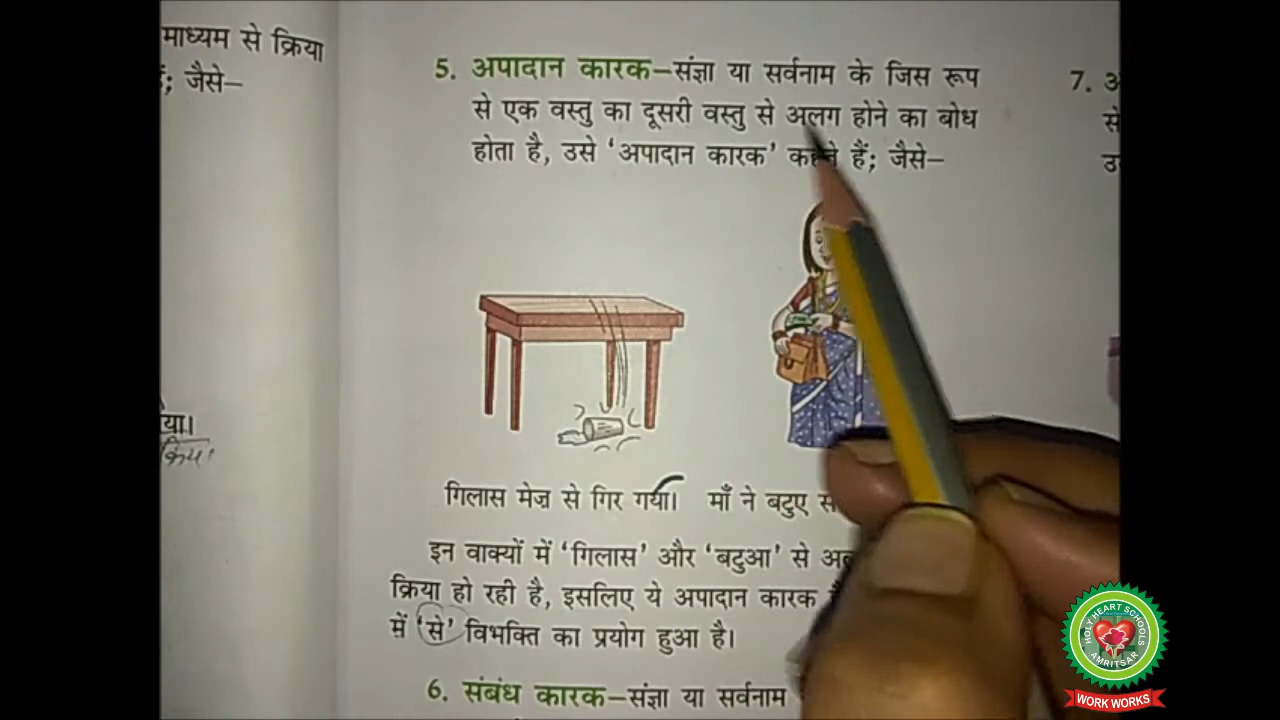 माध्यम से क्रिया
हैं; जैसे–
5. अपादान कारक–संज्ञा या सर्वनाम के जिस रूप
से एक वस्तु का दूसरी वस्तु से अलग होने का बोध
होता है, उसे 'अपादान कारक' कहते हैं; जैसे–
गिलास मेज़ से गिर गया। माँ ने बटुए
इन वाक्यों में 'गिलास' और 'बटुआ' से
क्रिया हो रही है, इसलिए ये अपादान कारक
में 'से' विभक्ति का प्रयोग हुआ है।
6. संबंध कारक–संज्ञा या सर्वनाम
7.
से
HOLY HEART SCHOOLS
AMRITSAR
WORK WORKS